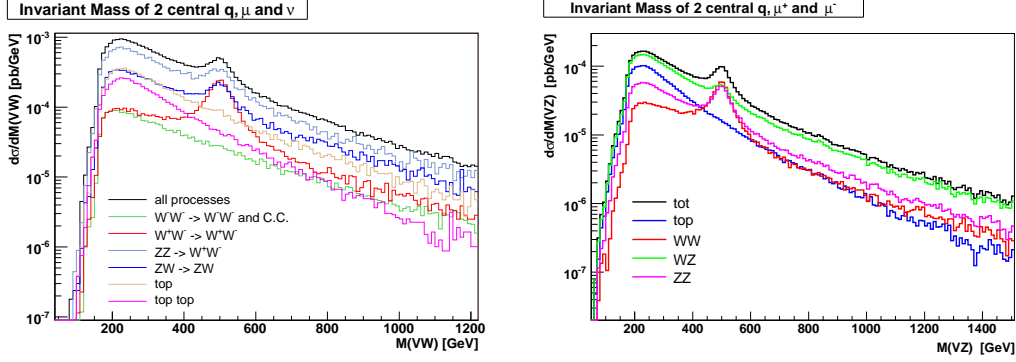 Invariant Mass of 2 central q, μ and ν
dσ/dM(VW) [pb/GeV]
10⁻³
10⁻⁴
10⁻⁵
10⁻⁶
10⁻⁷
all processes
W⁻W⁻ -> W⁻W⁻ and C.C.
W⁺W⁻ -> W⁺W⁻
ZZ -> W⁺W⁻
ZW -> ZW
top
top top
200 400 600 800 1000 1200
M(VW) [GeV]
Invariant Mass of 2 central q, μ⁺ and μ⁻
dσ/dM(VZ) [pb/GeV]
10⁻⁴
10⁻⁵
10⁻⁶
10⁻⁷
tot
top
WW
WZ
ZZ
200 400 600 800 1000 1200 1400
M(VZ) [GeV]